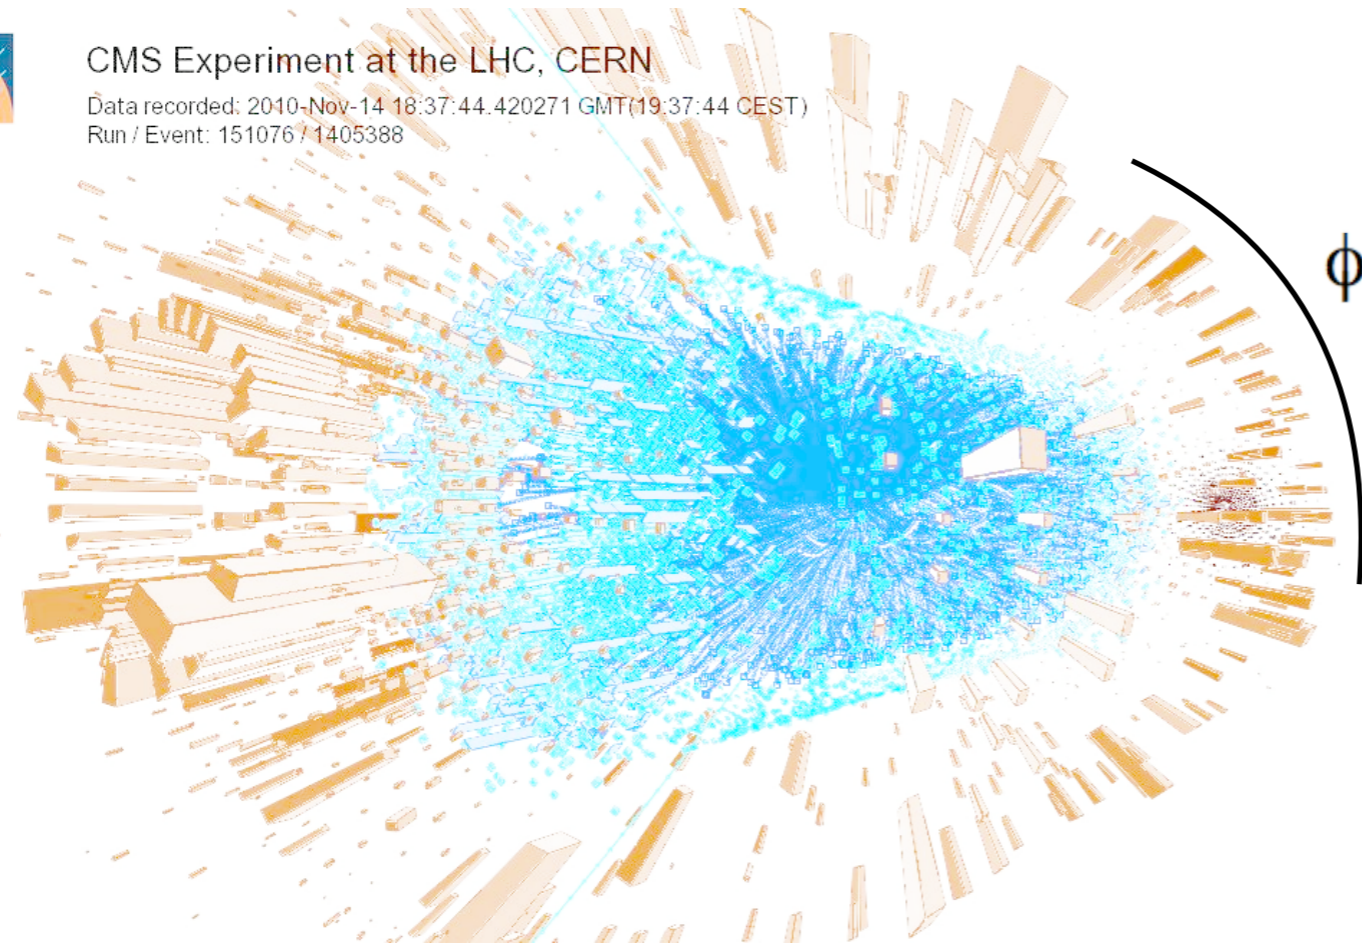 CMS Experiment at the LHC, CERN
Data recorded: 2010-Nov-14 18:37:44.420271 GMT(19:37:44 CEST)
Run / Event: 151076 / 1405388
ϕ